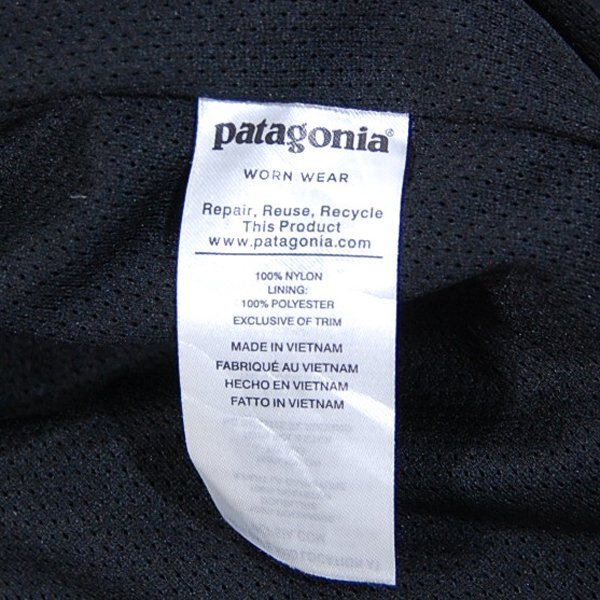 patagonia®
WORN WEAR
Repair, Reuse, Recycle
This Product
www.patagonia.com
100% NYLON
LINING:
100% POLYESTER
EXCLUSIVE OF TRIM
MADE IN VIETNAM
FABRIQUÉ AU VIETNAM
HECHO EN VIETNAM
FATTO IN VIETNAM